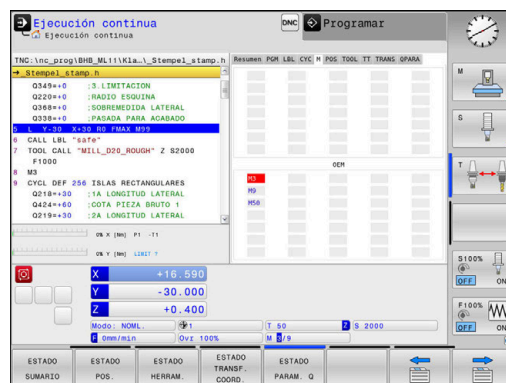 Ejecución continua
Ejecución continua
DNC
Programar
TNC:\nc_prog\BHB_ML11\Kla…\_Stempel_stamp.h
Resumen PGM LBL CYC M POS TOOL TT TRANS QPARA
→_Stempel_stamp.h
Q349=+0 ;3.LIMITACION
Q220=+0 ;RADIO ESQUINA
Q368=+0 ;SOBREMEDIDA LATERAL
Q338=+0 ;PASADA PARA ACABADO
5 L Y-30 X+30 R0 FMAX M99
6 CALL LBL "safe"
7 TOOL CALL "MILL_D20_ROUGH" Z S2000
F1000
8 M3
9 CYCL DEF 256 ISLAS RECTANGULARES
Q218=+30 ;1A LONGITUD LATERAL
Q424=+60 ;COTA PIEZA BRUTO 1
Q219=+30 ;2A LONGITUD LATERAL
OEM
M3
M9
M50
0% X [Nm] P1 -T1
0% Y [Nm] LIMIT ?
X +16.590
Y -30.000
Z +0.400
Modo: NOML. 1 T 50 Z S 2000
F 0mm/min Ovr 100% M 3/9
M
S
T
S100%
OFF ON
F100%
OFF ON
ESTADO SUMARIO
ESTADO POS.
ESTADO HERRAM.
ESTADO TRANSF. COORD.
ESTADO PARAM. Q